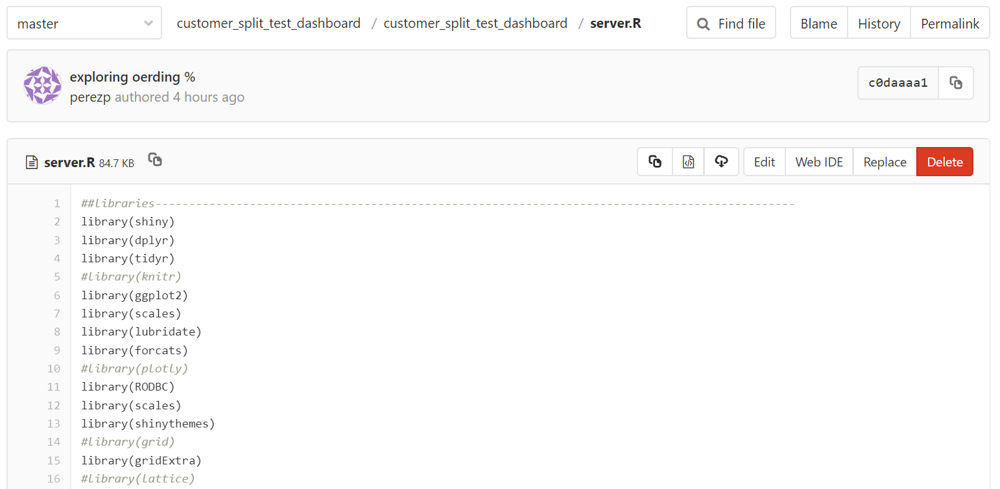 master customer_split_test_dashboard / customer_split_test_dashboard / server.R Find file Blame History Permalink
exploring oerding %
perezp authored 4 hours ago
c0daaaa1
server.R 84.7 KB Edit Web IDE Replace Delete
1 ##libraries-----------------------------------------------------------------------------------------------
2 library(shiny)
3 library(dplyr)
4 library(tidyr)
5 #library(knitr)
6 library(ggplot2)
7 library(scales)
8 library(lubridate)
9 library(forcats)
10 #library(plotly)
11 library(RODBC)
12 library(scales)
13 library(shinythemes)
14 #library(grid)
15 library(gridExtra)
16 #library(lattice)